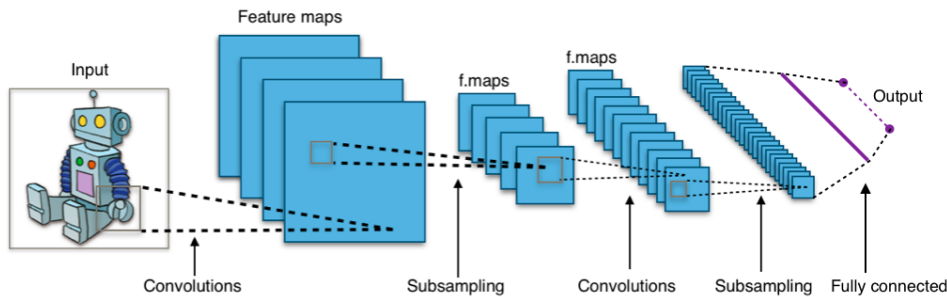 Feature maps
Input
f.maps
f.maps
Output
Convolutions
Subsampling
Convolutions
Subsampling
Fully connected